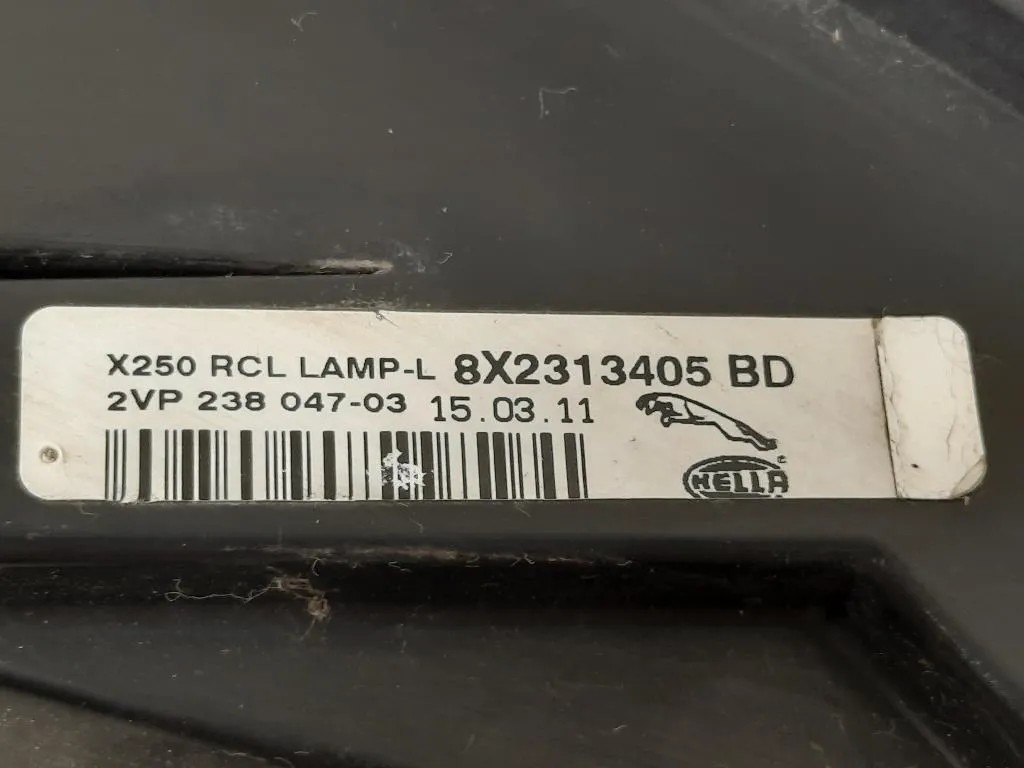 X250 RCL LAMP-L 8X2313405 BD
2VP 238 047-03 15.03.11
HELLA